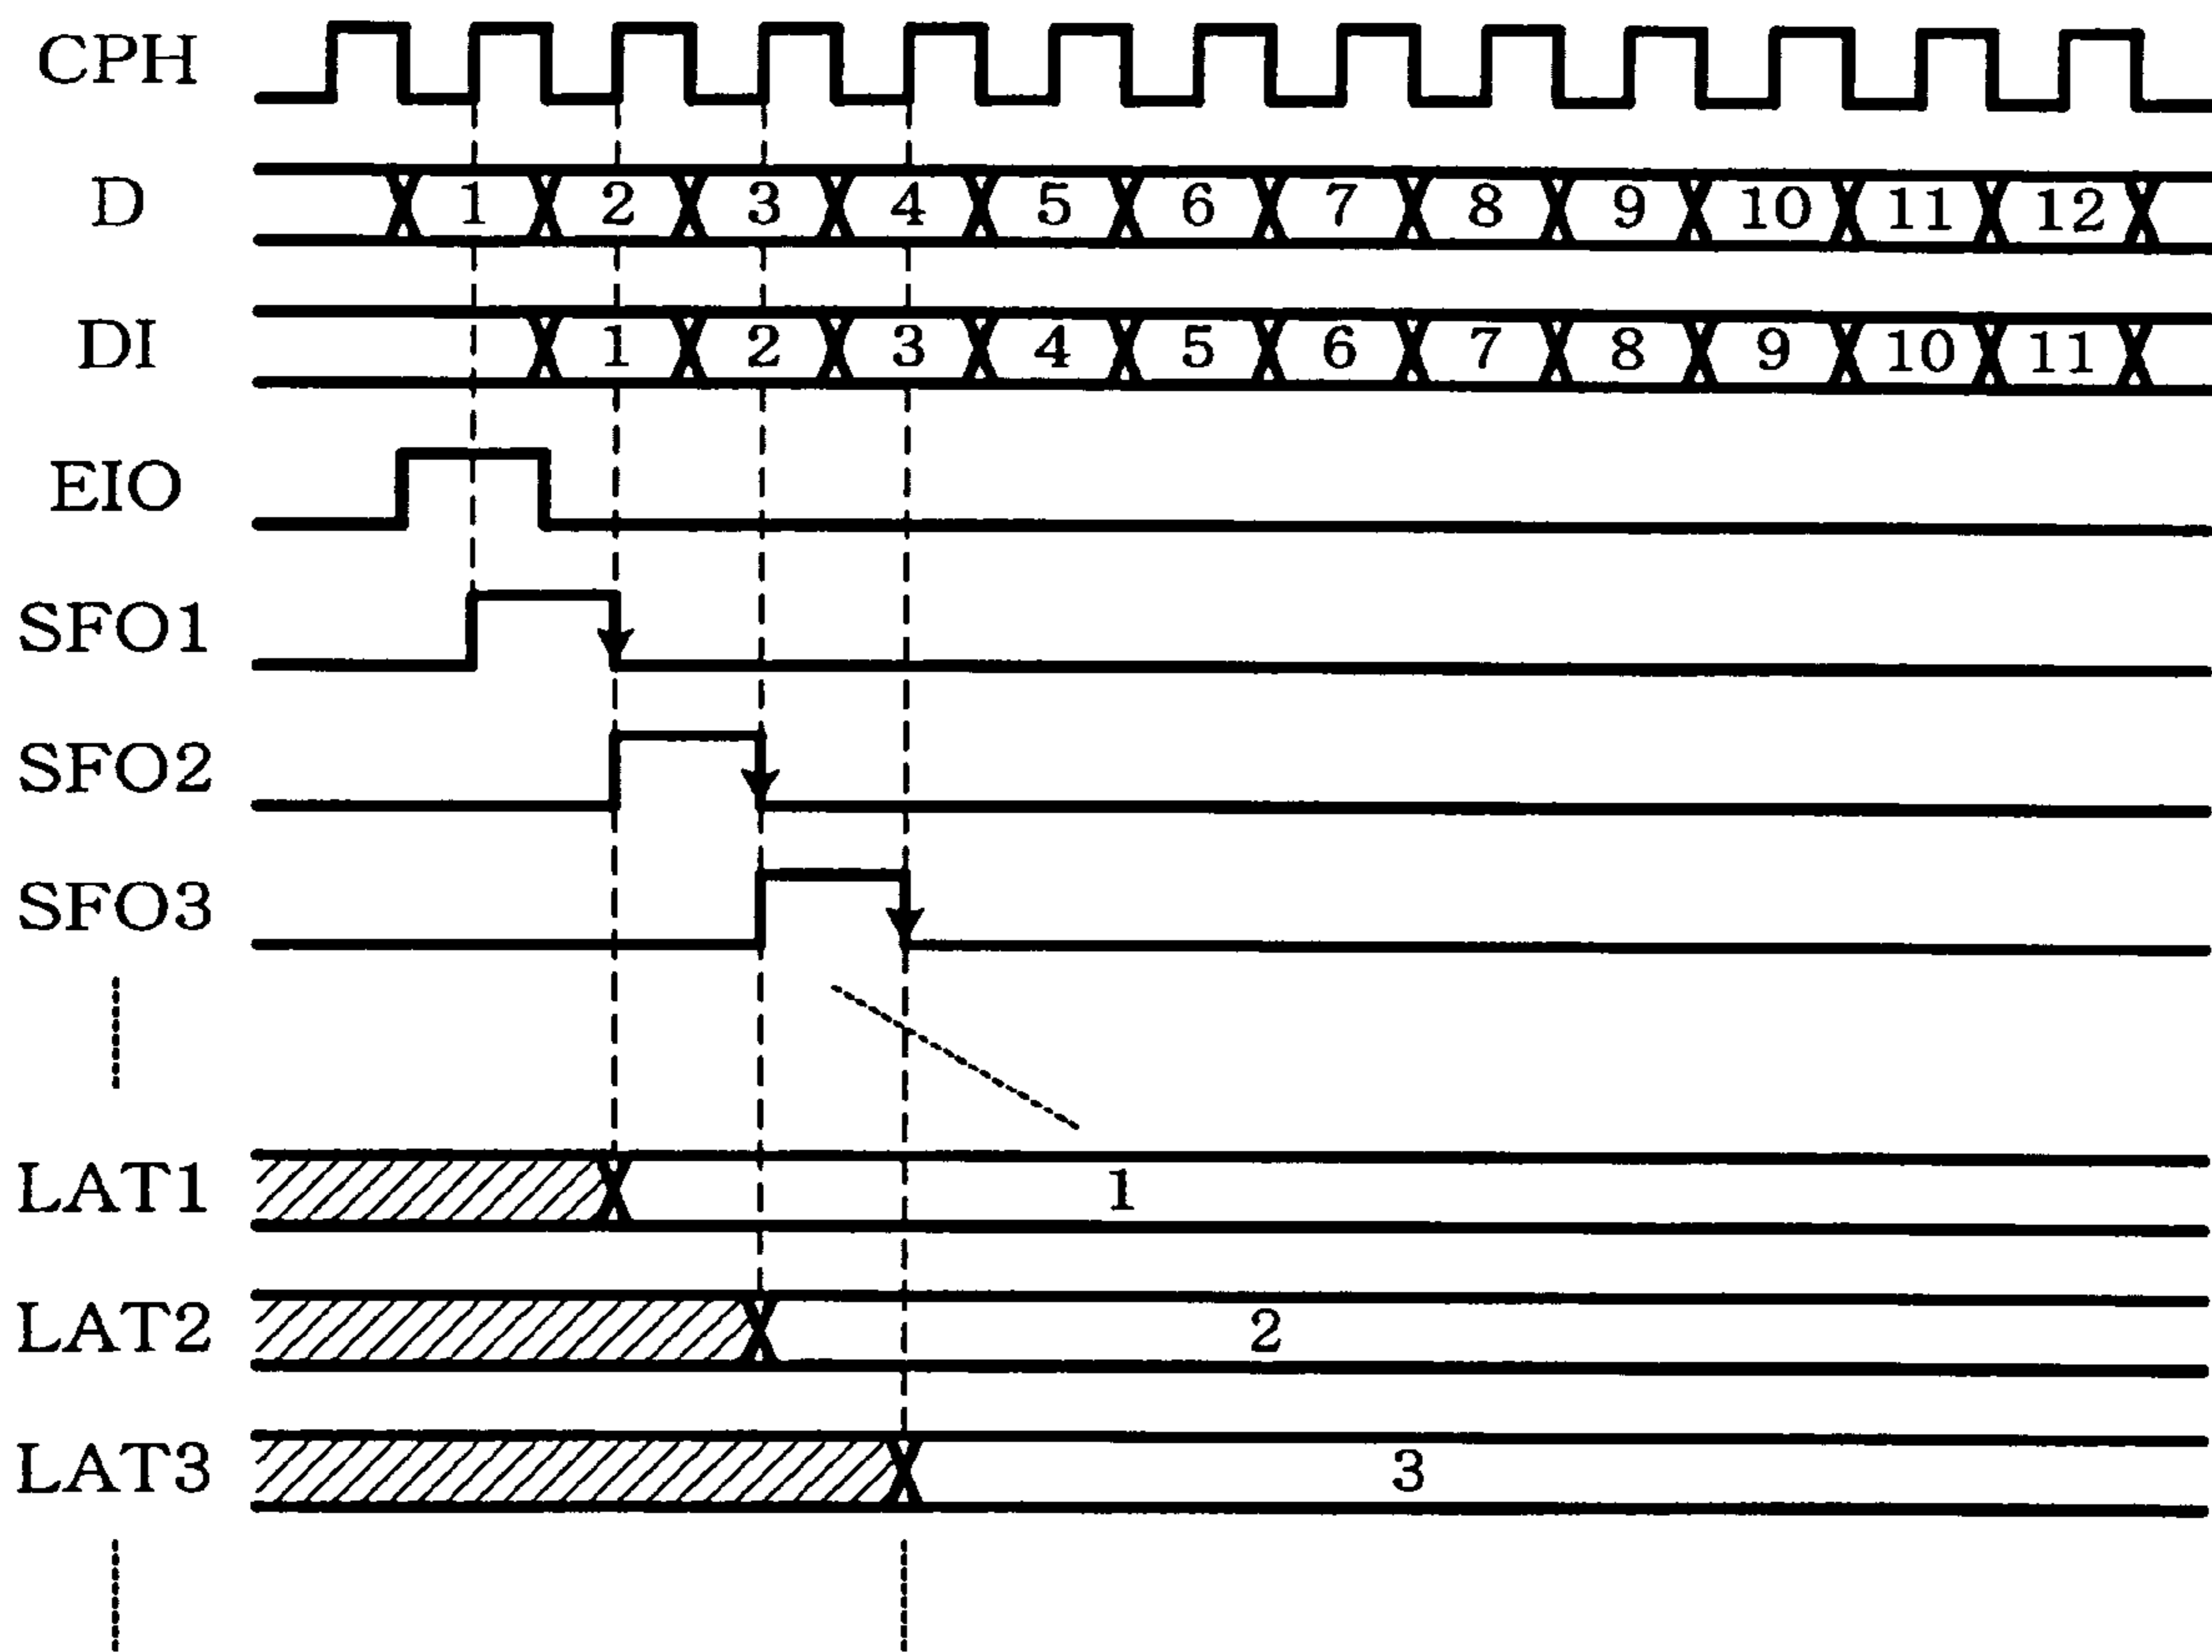 CPH
D 1 2 3 4 5 6 7 8 9 10 11 12
DI 1 2 3 4 5 6 7 8 9 10 11
EIO
SFO1
SFO2
SFO3
LAT1 1
LAT2 2
LAT3 3